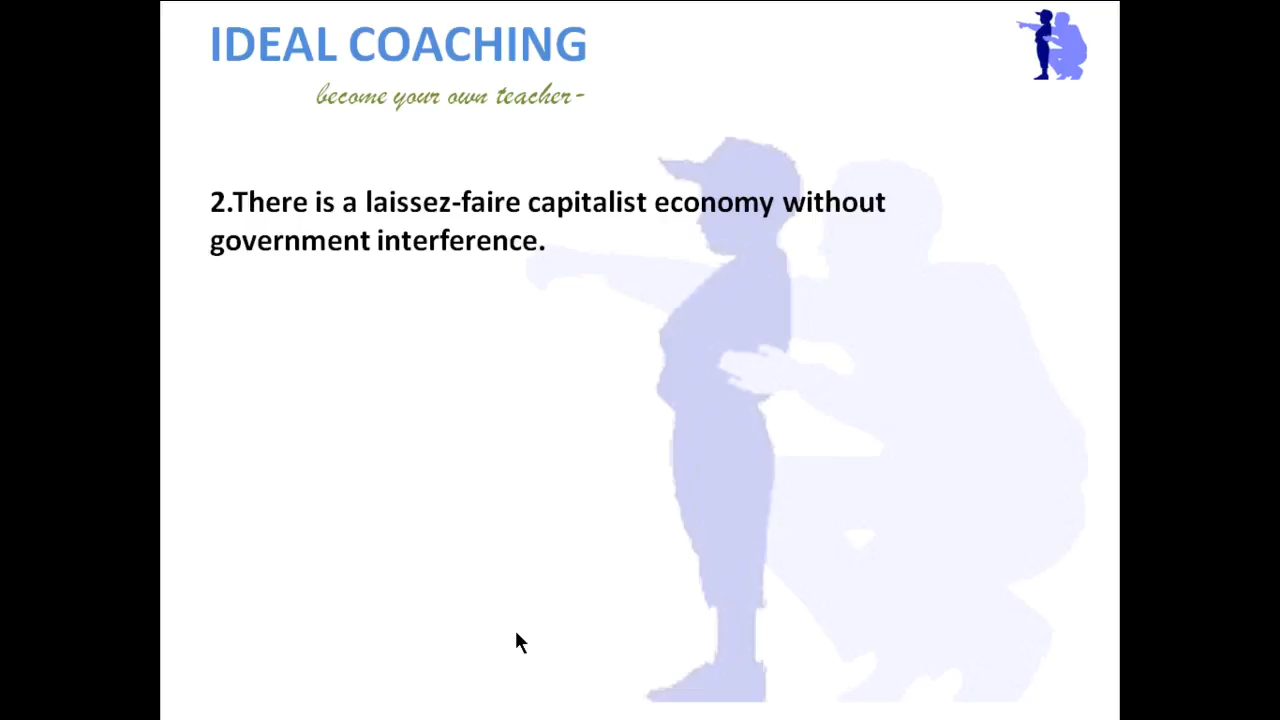 IDEAL COACHING
become your own teacher-
2.There is a laissez-faire capitalist economy without
government interference.